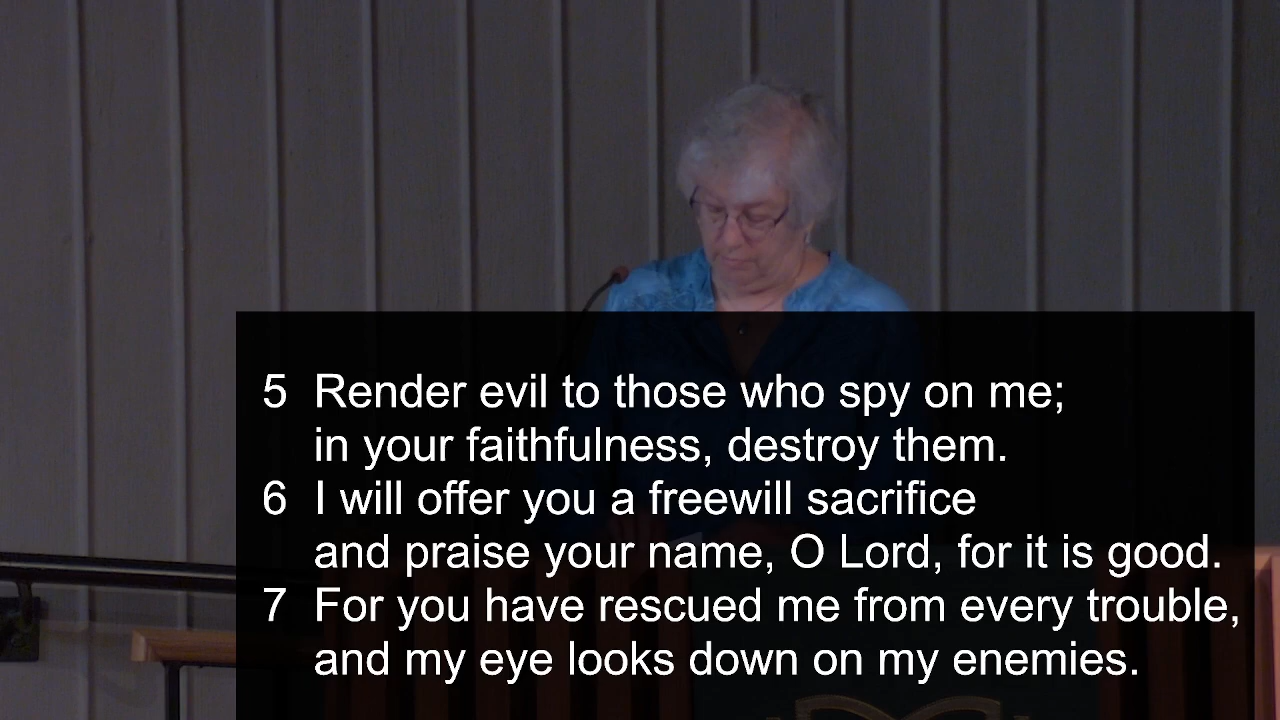 5 Render evil to those who spy on me;
in your faithfulness, destroy them.
6 I will offer you a freewill sacrifice
and praise your name, O Lord, for it is good.
7 For you have rescued me from every trouble,
and my eye looks down on my enemies.